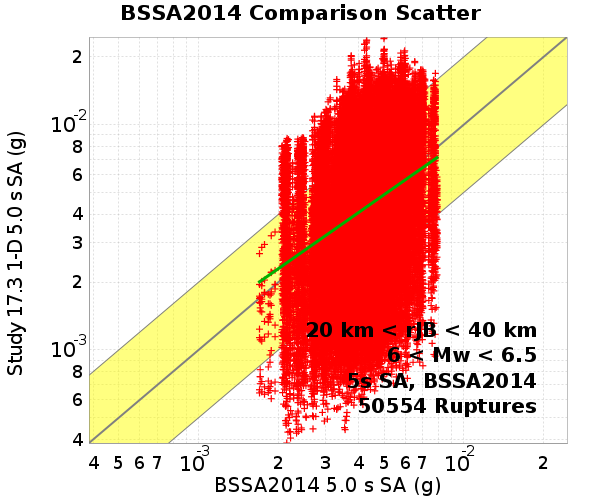 BSSA2014 Comparison Scatter
Study 17.3 1-D 5.0 s SA (g)
2
10-2
8
6
4
3
2
10-3
8
6
4
20 km < rJB < 40 km
6 < Mw < 6.5
5s SA, BSSA2014
50554 Ruptures
4 5 6 7 10-3 2 3 4 5 6 7 10-2 2
BSSA2014 5.0 s SA (g)